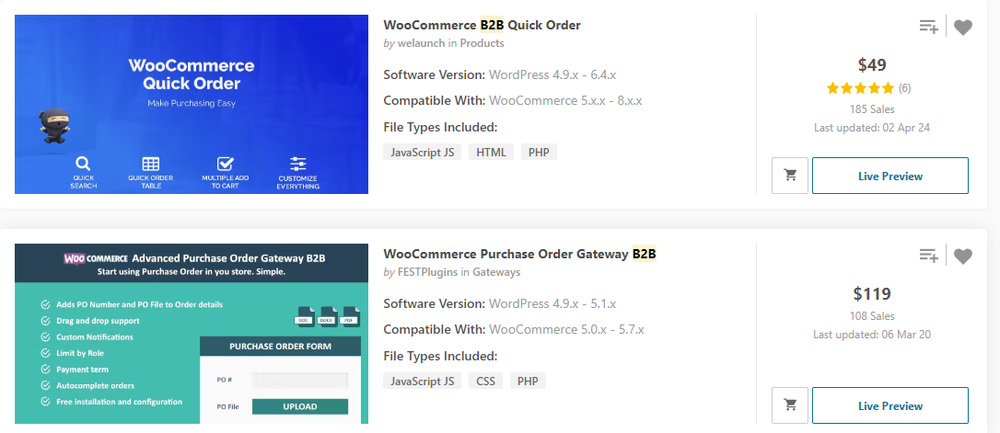 WooCommerce
Quick Order
Make Purchasing Easy
QUICK
SEARCH
QUICK ORDER
TABLE
MULTIPLE ADD
TO CART
CUSTOMIZE
EVERYTHING
WooCommerce B2B Quick Order
by welaunch in Products
Software Version: WordPress 4.9.x - 6.4.x
Compatible With: WooCommerce 5.x.x - 8.x.x
File Types Included:
JavaScript JS HTML PHP
$49
(6)
185 Sales
Last updated: 02 Apr 24
Live Preview
WOOCOMMERCE Advanced Purchase Order Gateway B2B
Start using Purchase Order in you store. Simple.
Adds PO Number and PO File to Order details
Drag and drop support
Custom Notifications
Limit by Role
Payment term
Autocomplete orders
Free installation and configuration
DOC DOCX PDF
PURCHASE ORDER FORM
PO #
PO File UPLOAD
WooCommerce Purchase Order Gateway B2B
by FESTPlugins in Gateways
Software Version: WordPress 4.9.x - 5.1.x
Compatible With: WooCommerce 5.0.x - 5.7.x
File Types Included:
JavaScript JS CSS PHP
$119
108 Sales
Last updated: 06 Mar 20
Live Preview